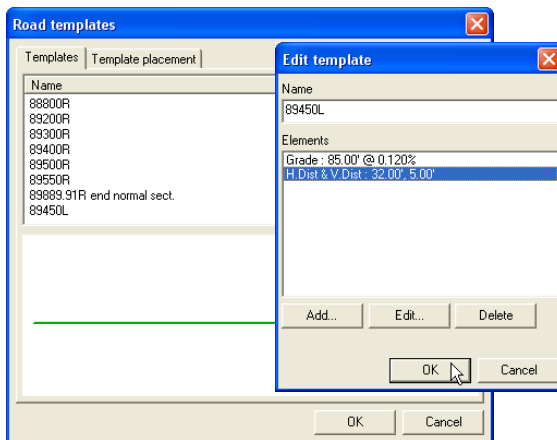 Road templates
Templates
Template placement
Name
88800R
89200R
89300R
89400R
89500R
89550R
89889.91R end normal sect.
89450L
OK
Cancel
Edit template
Name
89450L
Elements
Grade : 85.00' @ 0.120%
H.Dist & V.Dist : 32.00', 5.00'
Add...
Edit...
Delete
OK
Cancel